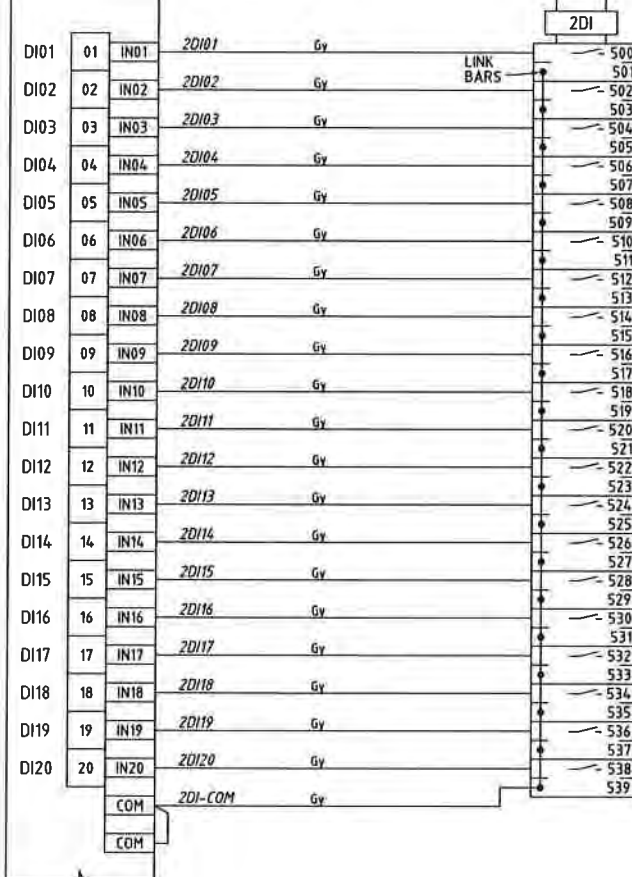 2DI
DI01 01 IN01 2DI01 Gy 500
LINK BARS 501
DI02 02 IN02 2DI02 Gy 502
503
DI03 03 IN03 2DI03 Gy 504
505
DI04 04 IN04 2DI04 Gy 506
507
DI05 05 IN05 2DI05 Gy 508
509
DI06 06 IN06 2DI06 Gy 510
511
DI07 07 IN07 2DI07 Gy 512
513
DI08 08 IN08 2DI08 Gy 514
515
DI09 09 IN09 2DI09 Gy 516
517
DI10 10 IN10 2DI10 Gy 518
519
DI11 11 IN11 2DI11 Gy 520
521
DI12 12 IN12 2DI12 Gy 522
523
DI13 13 IN13 2DI13 Gy 524
525
DI14 14 IN14 2DI14 Gy 526
527
DI15 15 IN15 2DI15 Gy 528
529
DI16 16 IN16 2DI16 Gy 530
531
DI17 17 IN17 2DI17 Gy 532
533
DI18 18 IN18 2DI18 Gy 534
535
DI19 19 IN19 2DI19 Gy 536
537
DI20 20 IN20 2DI20 Gy 538
539
COM 2DI-COM Gy
COM